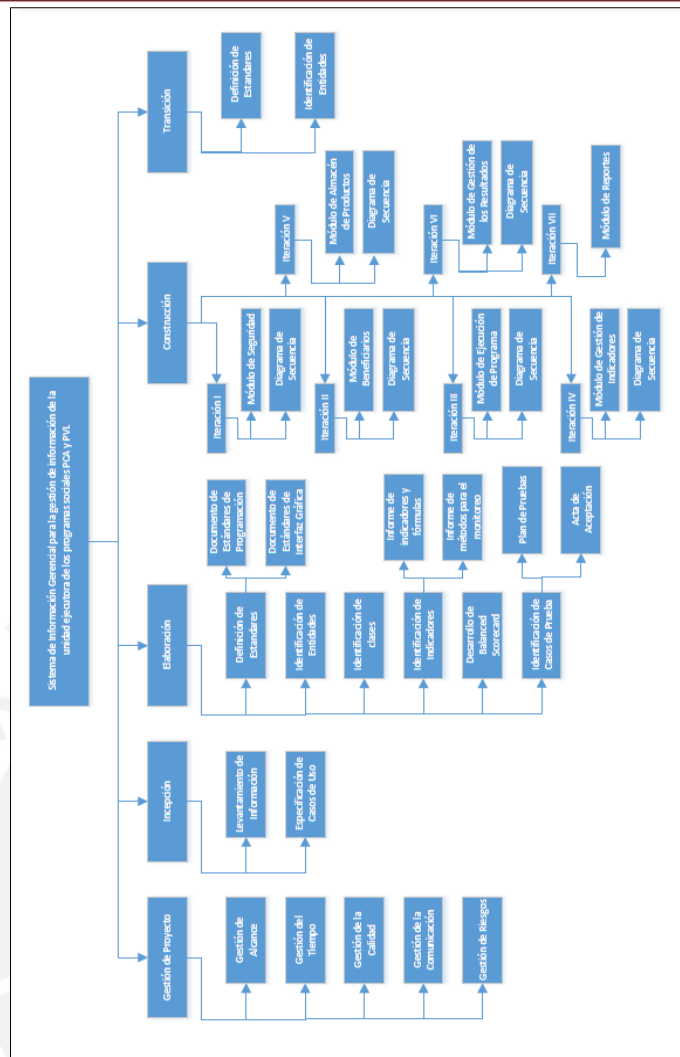 Sistema de Información Gerencial para la gestión de información de la
unidad ejecutora de los programas sociales PCA y PVL
Gestión de Proyecto
Gestión de
Alcance
Gestión del
Tiempo
Gestión de la
Calidad
Gestión de la
Comunicación
Gestión de Riesgos
Incepción
Levantamiento de
Información
Especificación de
Casos de Uso
Elaboración
Definición de
Estandares
Documento de
Estándares de
Programación
Documento de
Estándares de
Interfaz Gráfica
Identificación de
Entidades
Identificación de
clases
Identificación de
Indicadores
Informe de
indicadores y
fórmulas
Informe de
métodos para el
monitoreo
Desarrollo de
Balanced
Scorecard
Identificación de
Casos de Prueba
Plan de Pruebas
Acta de
Aceptación
Construcción
Iteración I
Módulo de Seguridad
Diagrama de
Secuencia
Iteración II
Módulo de
Beneficiarios
Diagrama de
Secuencia
Iteración III
Módulo de Ejecución
de Programa
Diagrama de
Secuencia
Iteración IV
Módulo de Gestión de
Indicadores
Diagrama de
Secuencia
Iteración V
Módulo de Almacén
de Productos
Diagrama de
Secuencia
Iteración VI
Módulo de Gestión de
los Resultados
Diagrama de
Secuencia
Iteración VII
Módulo de Reportes
Transición
Definición de
Estandares
Identificación de
Entidades